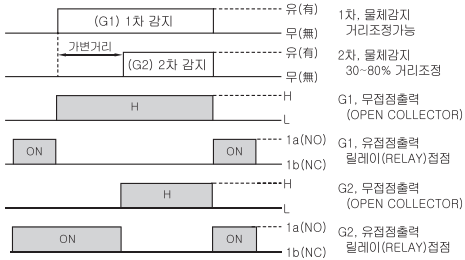 (G1) 1차 감지
유(有)
무(無)
1차, 물체감지
거리조정가능
가변거리
(G2) 2차 감지
유(有)
무(無)
2차, 물체감지
30~80% 거리조정
H
H
L
G1, 무접점출력
(OPEN COLLECTOR)
ON
ON
1a(NO)
1b(NC)
G1, 유접점출력
릴레이(RELAY)접점
H
H
L
G2, 무접점출력
(OPEN COLLECTOR)
ON
ON
1a(NO)
1b(NC)
G2, 유접점출력
릴레이(RELAY)접점